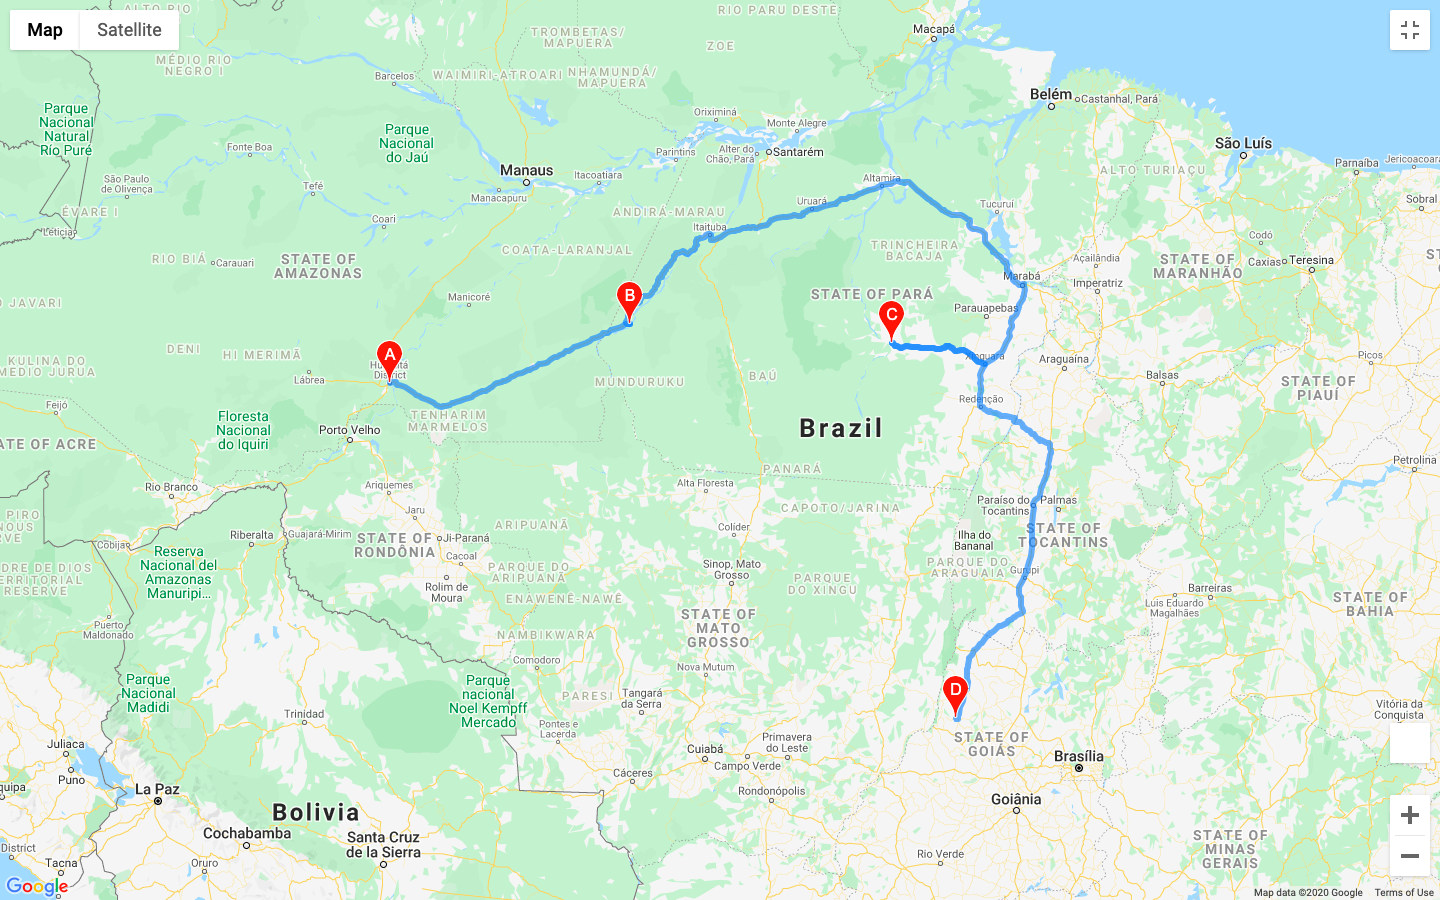 Map
Satellite
ALTO RIO
NEGRO
RIO PARU DESTE
Macapá
TROMBETAS/
MAPUERA
ZOE
MÉDIO RIO
NEGRO I
Barcelos
WAIMIRI-ATROARI
NHAMUNDÁ/
MAPUERA
Belém
Castanhal, Pará
Parque
Nacional
Natural
Río Puré
Oriximiná
Monte Alegre
Parque
Nacional
do Jaú
Fonte Boa
Parintins
Alter do
Chão, Pará
Santarém
São Luís
Parnaíba
Jericoacoara
Manaus
Itacoatiara
ALTO TURIAÇU
São Paulo
de Olivença
Tefé
Manacapuru
Altamira
Uruará
Tucuruí
Sobral
ÉVARE I
Coari
ANDIRÁ-MARAU
Itaituba
Leticia
COATA-LARANJAL
TRINCHEIRA
BACAJA
Codó
Caxias
Teresina
RIO BIÁ
Carauari
STATE OF
AMAZONAS
Açailândia
STATE OF
MARANHÃO
Marabá
Imperatriz
B
STATE OF PARÁ
Manicoré
O JAVARI
Parauapebas
C
DENI
HI MERIMÃ
A
Humaitá
District
KULINA DO
MEDIO JURUA
Lábrea
Xinguara
Araguaína
Picos
MUNDURUKU
BAÚ
Balsas
STATE OF
PIAUÍ
Feijó
Floresta
Nacional
do Iquiri
TENHARIM
MARMELOS
Redenção
Porto Velho
Brazil
ATE OF ACRE
PANARÁ
Petrolina
Rio Branco
Ariquemes
Alta Floresta
CAPOTO/JARINA
Paraíso do
Tocantins
Palmas
PIRO
NOUS
RVE
Jaru
ARIPUANÃ
Colíder
STATE OF
TOCANTINS
Cobija
Riberalta
Guajará-Mirim
STATE OF
RONDÔNIA
Ji-Paraná
Ilha do
Bananal
Reserva
Nacional del
Amazonas
Manuripi...
Cacoal
PARQUE DO
ARIPUANÃ
Sinop, Mato
Grosso
PARQUE
DO XINGU
PARQUE DO
ARAGUAIA
Gurupi
DRE DE DIOS
TERRITORIAL
RESERVE
Rolim de
Moura
ENAWENÊ-NAWÊ
Barreiras
Luis Eduardo
Magalhães
STATE OF
BAHIA
Puerto
Maldonado
NAMBIKWARA
STATE OF
MATO
GROSSO
Comodoro
Nova Mutum
Parque
Nacional
Madidi
Parque
nacional
Noel Kempff
Mercado
PARESI
Tangará
da Serra
D
Trinidad
Vitória da
Conquista
Pontes e
Lacerda
Primavera
do Leste
STATE OF
GOIÁS
Juliaca
Cuiabá
Campo Verde
Brasília
Puno
Cáceres
quipa
La Paz
Rondonópolis
Goiânia
Bolivia
Cochabamba
Santa Cruz
de la Sierra
STATE OF
MINAS
GERAIS
District
Tacna
Oruro
Rio Verde
Google
Map data ©2020 Google
Terms of Use